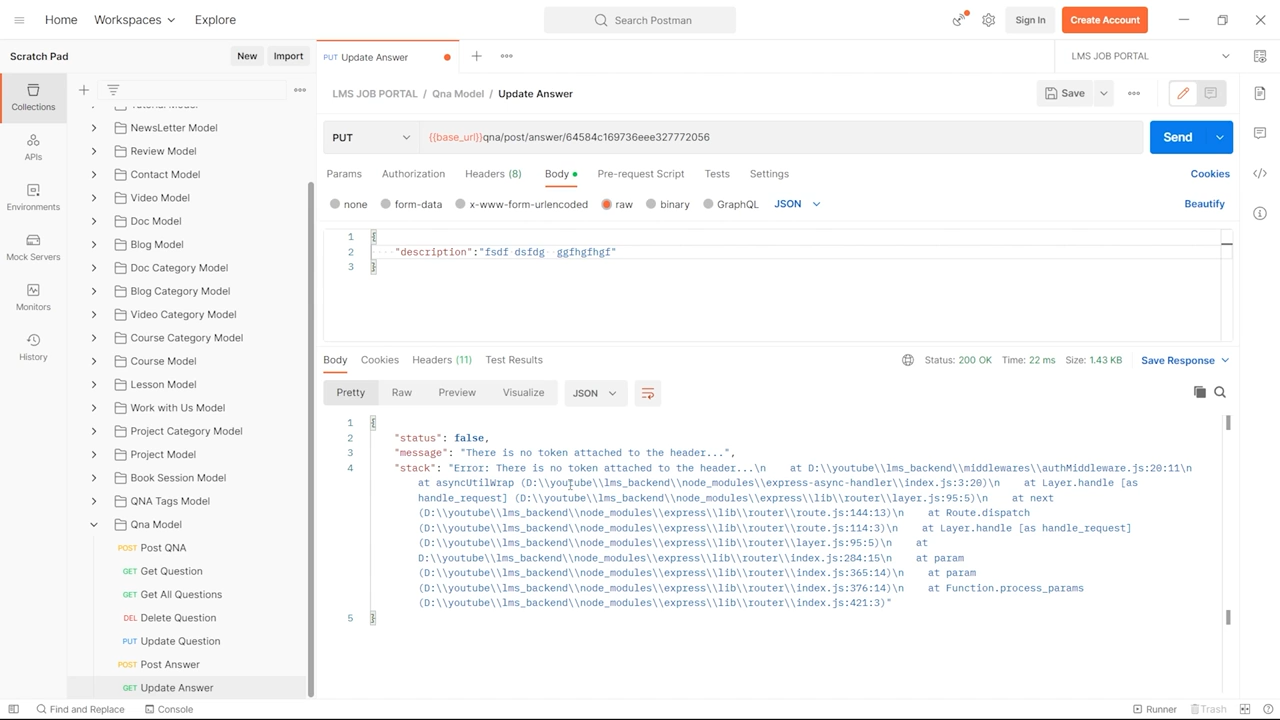 Home Workspaces Explore Search Postman Sign In Create Account
Scratch Pad New Import PUT Update Answer LMS JOB PORTAL
Collections
APIs
Environments
Mock Servers
Monitors
History
NewsLetter Model
Review Model
Contact Model
Video Model
Doc Model
Blog Model
Doc Category Model
Blog Category Model
Video Category Model
Course Category Model
Course Model
Lesson Model
Work with Us Model
Project Category Model
Project Model
Book Session Model
QNA Tags Model
Qna Model
POST Post QNA
GET Get Question
GET Get All Questions
DEL Delete Question
PUT Update Question
POST Post Answer
GET Update Answer
LMS JOB PORTAL / Qna Model / Update Answer Save
PUT {{base_url}}qna/post/answer/64584c169736eee327772056 Send
Params Authorization Headers (8) Body Pre-request Script Tests Settings Cookies
none form-data x-www-form-urlencoded raw binary GraphQL JSON Beautify
1 {
2 "description":"fsdf dsfdg  ggfhgfhgf"
3 }
Body Cookies Headers (11) Test Results Status: 200 OK Time: 22 ms Size: 1.43 KB Save Response
Pretty Raw Preview Visualize JSON
1 {
2 "status": false,
3 "message": "There is no token attached to the header...",
4 "stack": "Error: There is no token attached to the header...\n    at D:\\youtube\\lms_backend\\middlewares\\authMiddleware.js:20:11\n
at asyncUtilWrap (D:\\youtube\\lms_backend\\node_modules\\express-async-handler\\index.js:3:20)\n    at Layer.handle [as
handle_request] (D:\\youtube\\lms_backend\\node_modules\\express\\lib\\router\\layer.js:95:5)\n    at next
(D:\\youtube\\lms_backend\\node_modules\\express\\lib\\router\\route.js:144:13)\n    at Route.dispatch
(D:\\youtube\\lms_backend\\node_modules\\express\\lib\\router\\route.js:114:3)\n    at Layer.handle [as handle_request]
(D:\\youtube\\lms_backend\\node_modules\\express\\lib\\router\\layer.js:95:5)\n    at
D:\\youtube\\lms_backend\\node_modules\\express\\lib\\router\\index.js:284:15\n    at param
(D:\\youtube\\lms_backend\\node_modules\\express\\lib\\router\\index.js:365:14)\n    at param
(D:\\youtube\\lms_backend\\node_modules\\express\\lib\\router\\index.js:376:14)\n    at Function.process_params
(D:\\youtube\\lms_backend\\node_modules\\express\\lib\\router\\index.js:421:3)"
5 }
Find and Replace Console Runner Trash